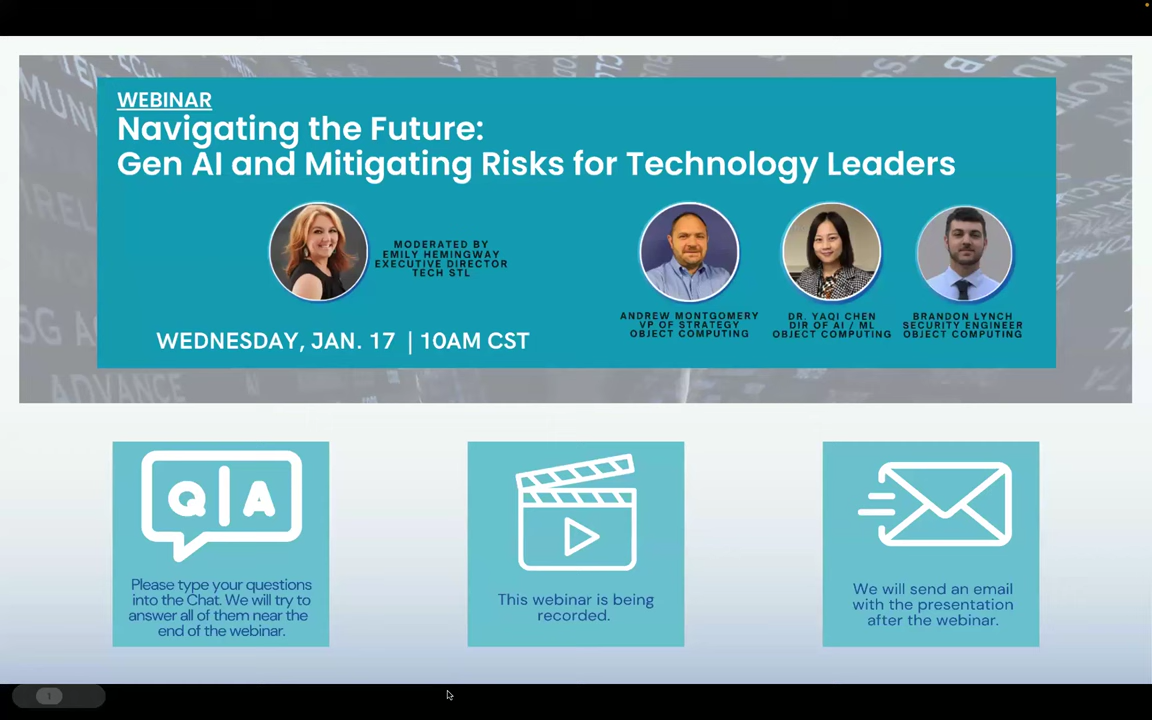 WEBINAR
Navigating the Future:
Gen AI and Mitigating Risks for Technology Leaders
MODERATED BY
EMILY HEMINGWAY
EXECUTIVE DIRECTOR
TECH STL
ANDREW MONTGOMERY
VP OF STRATEGY
OBJECT COMPUTING
DR. YAQI CHEN
DIR OF AI / ML
OBJECT COMPUTING
BRANDON LYNCH
SECURITY ENGINEER
OBJECT COMPUTING
WEDNESDAY, JAN. 17 | 10AM CST
ADVANCE
Q|A
Please type your questions
into the Chat. We will try to
answer all of them near the
end of the webinar.
This webinar is being
recorded.
We will send an email
with the presentation
after the webinar.
1